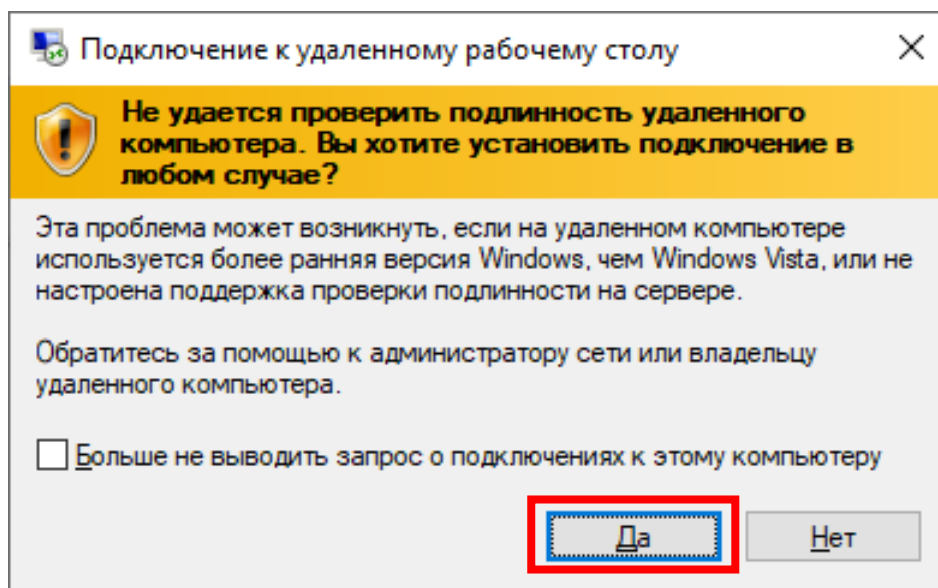 Подключение к удаленному рабочему столу
Не удается проверить подлинность удаленного
компьютера. Вы хотите установить подключение в
любом случае?
Эта проблема может возникнуть, если на удаленном компьютере
используется более ранняя версия Windows, чем Windows Vista, или не
настроена поддержка проверки подлинности на сервере.
Обратитесь за помощью к администратору сети или владельцу
удаленного компьютера.
Больше не выводить запрос о подключениях к этому компьютеру
Да
Нет